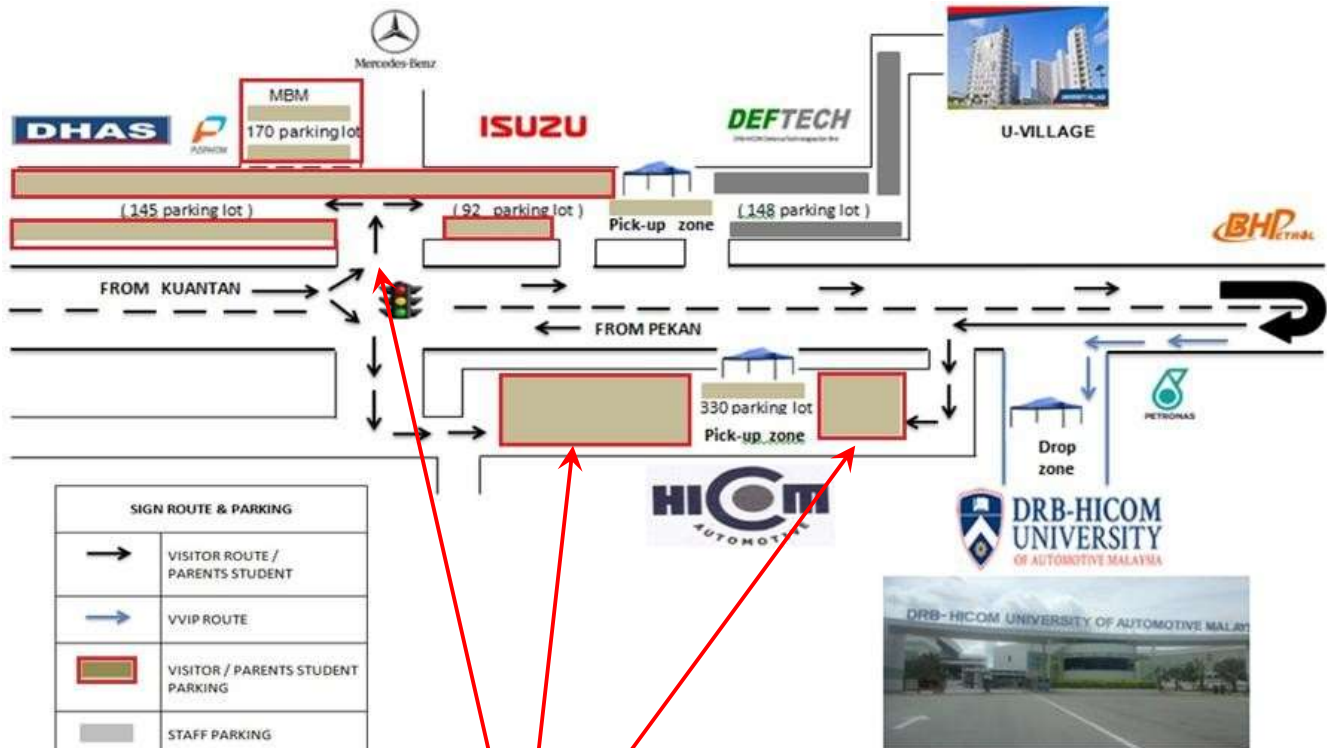 Mercedes-Benz
MBM
170 parking lot
DHAS
PUSPAKOM
ISUZU
DEFTECH
U-VILLAGE
( 145 parking lot )
( 92 parking lot )
Pick-up zone
( 148 parking lot )
BHPETROL
FROM KUANTAN
FROM PEKAN
330 parking lot
Pick-up zone
PETRONAS
Drop
zone
HICOM
AUTOMOTIVE
DRB-HICOM
UNIVERSITY
OF AUTOMOTIVE MALAYSIA
DRB-HICOM UNIVERSITY OF AUTOMOTIVE MALAY
SIGN ROUTE & PARKING
VISITOR ROUTE /
PARENTS STUDENT
VVIP ROUTE
VISITOR / PARENTS STUDENT
PARKING
STAFF PARKING